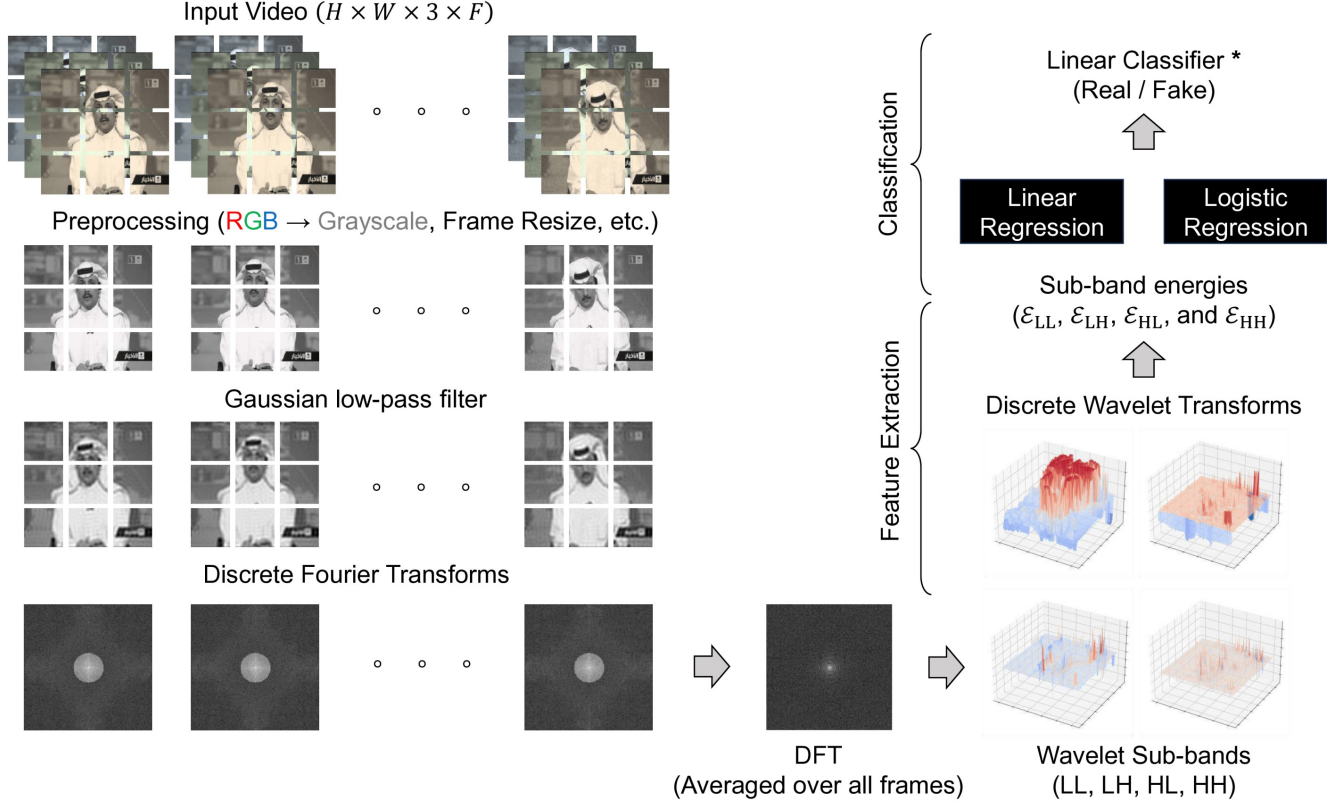 Input Video (H × W × 3 × F)
Preprocessing (RGB → Grayscale, Frame Resize, etc.)
Gaussian low-pass filter
Discrete Fourier Transforms
DFT
(Averaged over all frames)
Wavelet Sub-bands
(LL, LH, HL, HH)
Discrete Wavelet Transforms
Feature Extraction
Sub-band energies
(ℰLL, ℰLH, ℰHL, and ℰHH)
Linear
Regression
Logistic
Regression
Classification
Linear Classifier *
(Real / Fake)